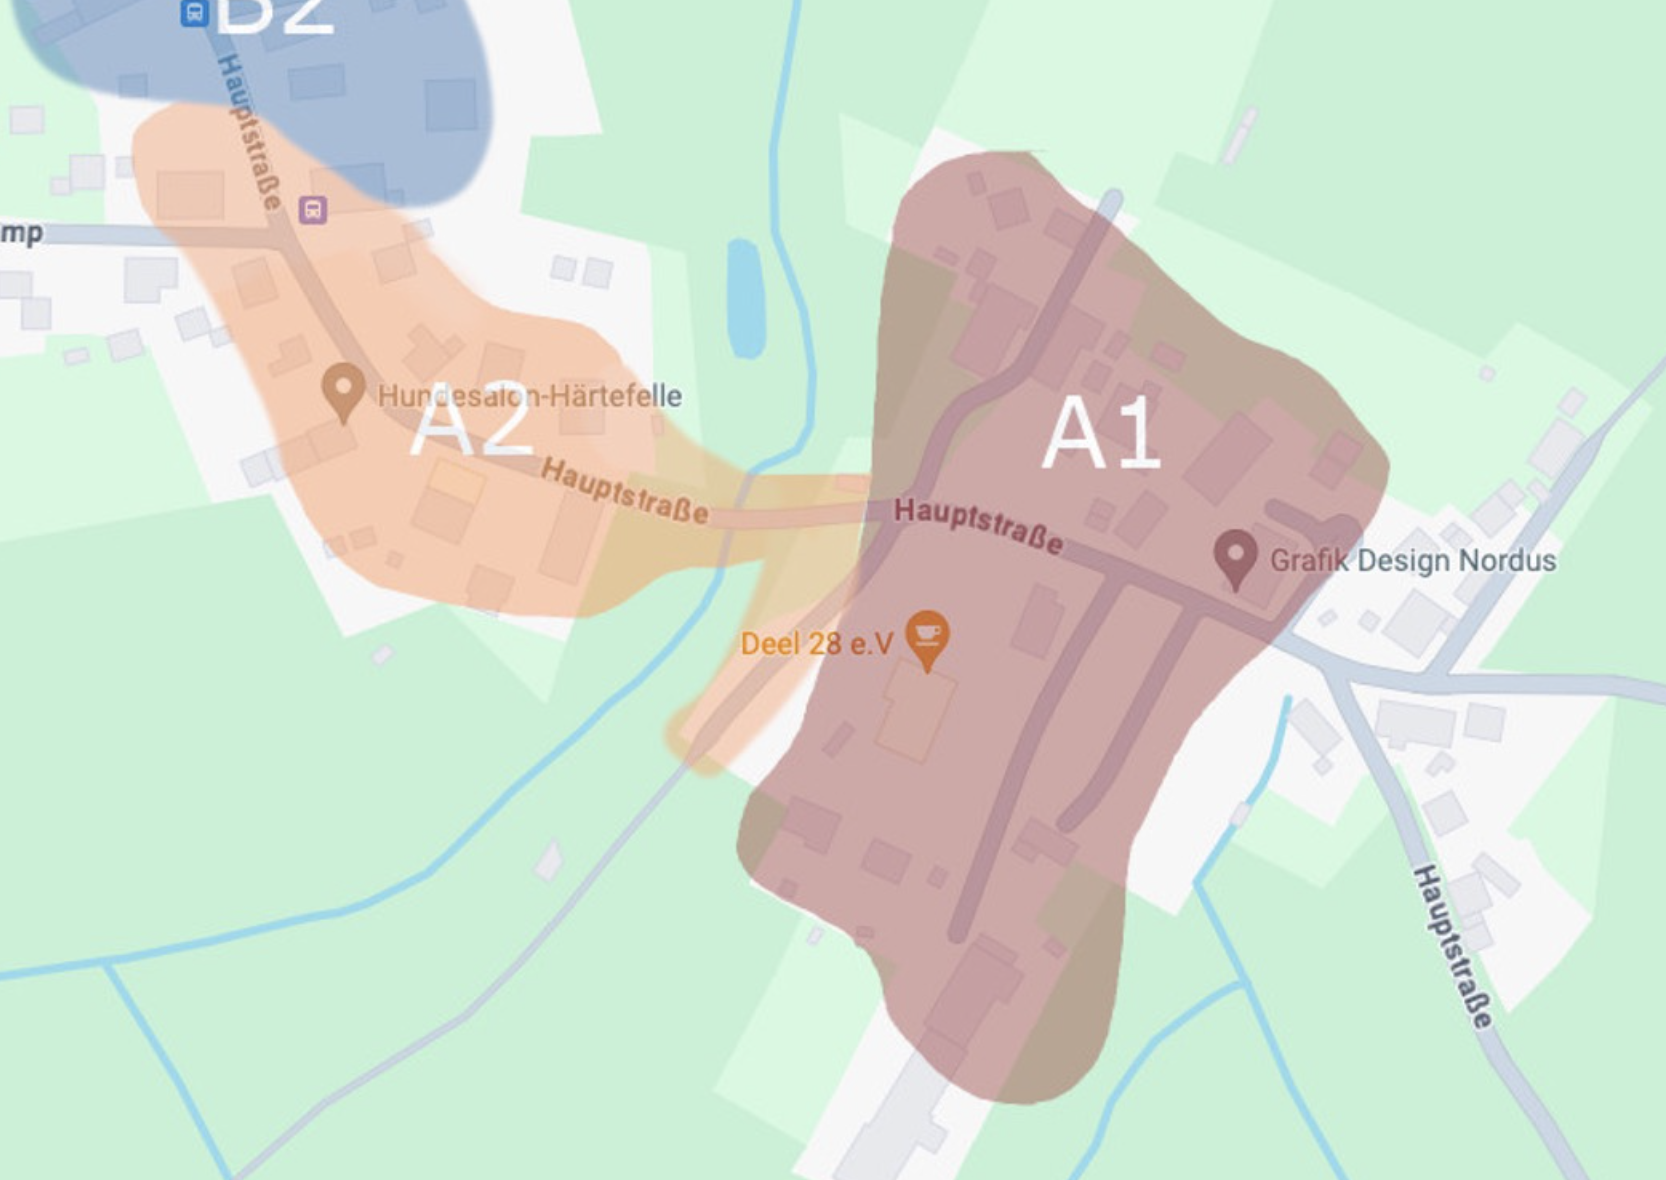 B2
Hauptstraße
mp
Hundesalon-Härtefelle
A2
A1
Hauptstraße
Hauptstraße
Grafik Design Nordus
Deel 28 e.V
Hauptstraße